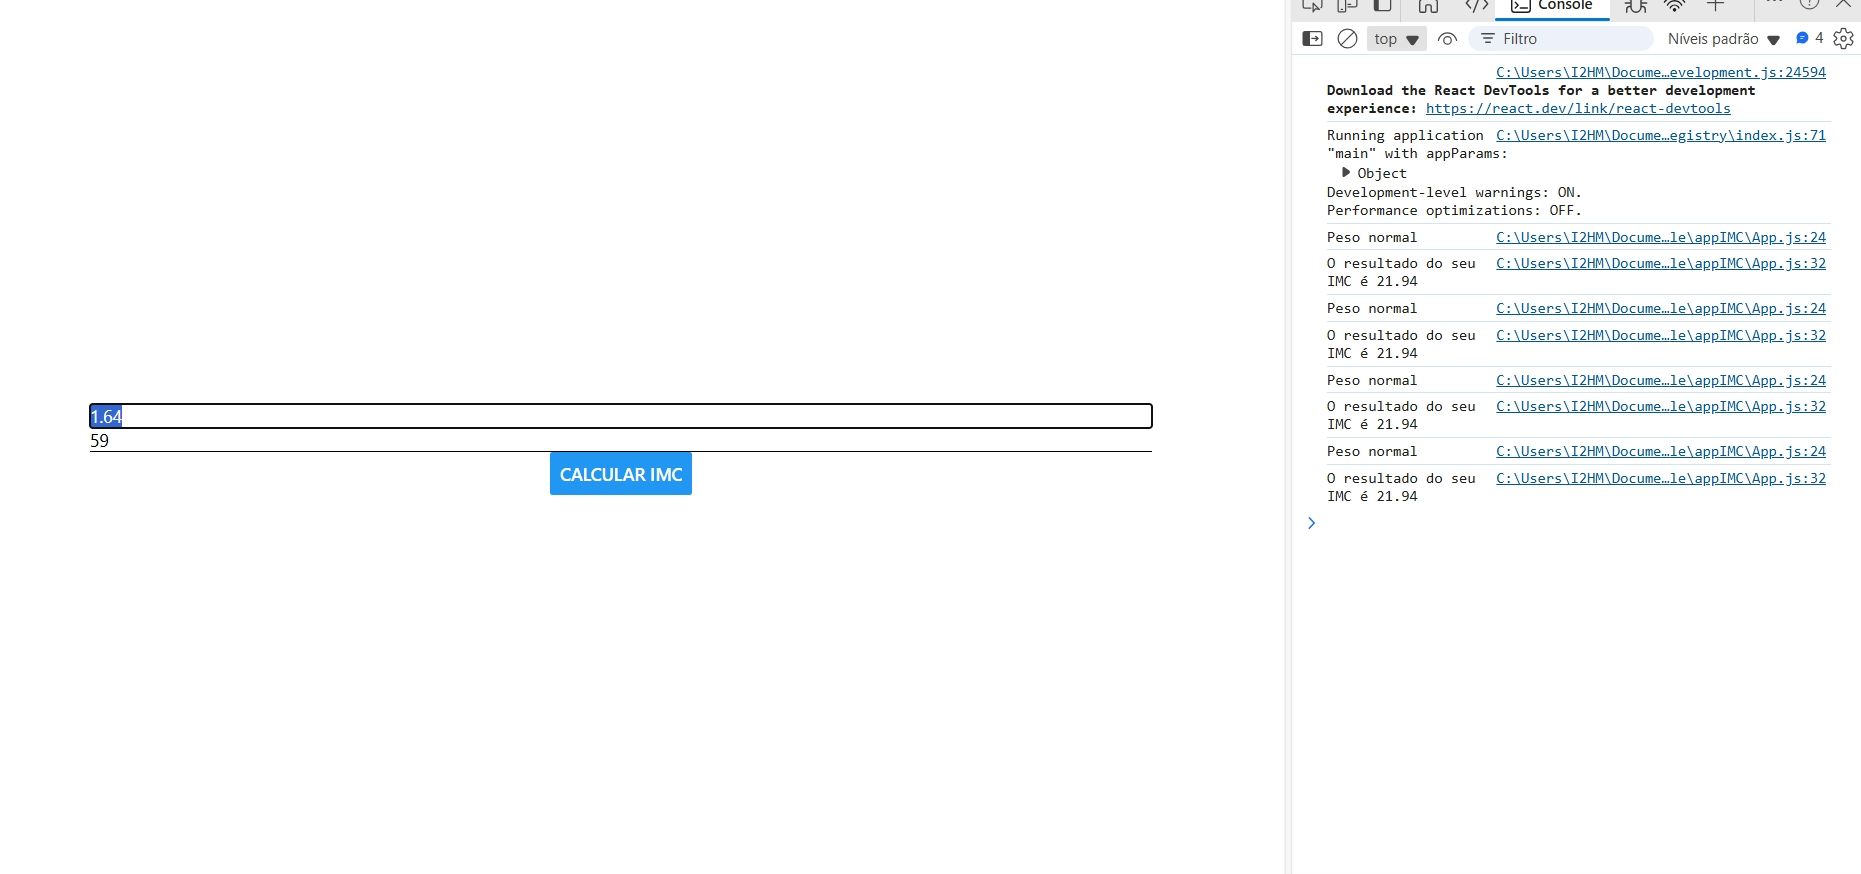 1.64
59
CALCULAR IMC
Console
top
Filtro
Níveis padrão
4
C:\Users\I2HM\Docume…evelopment.js:24594
Download the React DevTools for a better development
experience: https://react.dev/link/react-devtools
Running application C:\Users\I2HM\Docume…egistry\index.js:71
"main" with appParams:
Object
Development-level warnings: ON.
Performance optimizations: OFF.
Peso normal C:\Users\I2HM\Docume…le\appIMC\App.js:24
O resultado do seu C:\Users\I2HM\Docume…le\appIMC\App.js:32
IMC é 21.94
Peso normal C:\Users\I2HM\Docume…le\appIMC\App.js:24
O resultado do seu C:\Users\I2HM\Docume…le\appIMC\App.js:32
IMC é 21.94
Peso normal C:\Users\I2HM\Docume…le\appIMC\App.js:24
O resultado do seu C:\Users\I2HM\Docume…le\appIMC\App.js:32
IMC é 21.94
Peso normal C:\Users\I2HM\Docume…le\appIMC\App.js:24
O resultado do seu C:\Users\I2HM\Docume…le\appIMC\App.js:32
IMC é 21.94